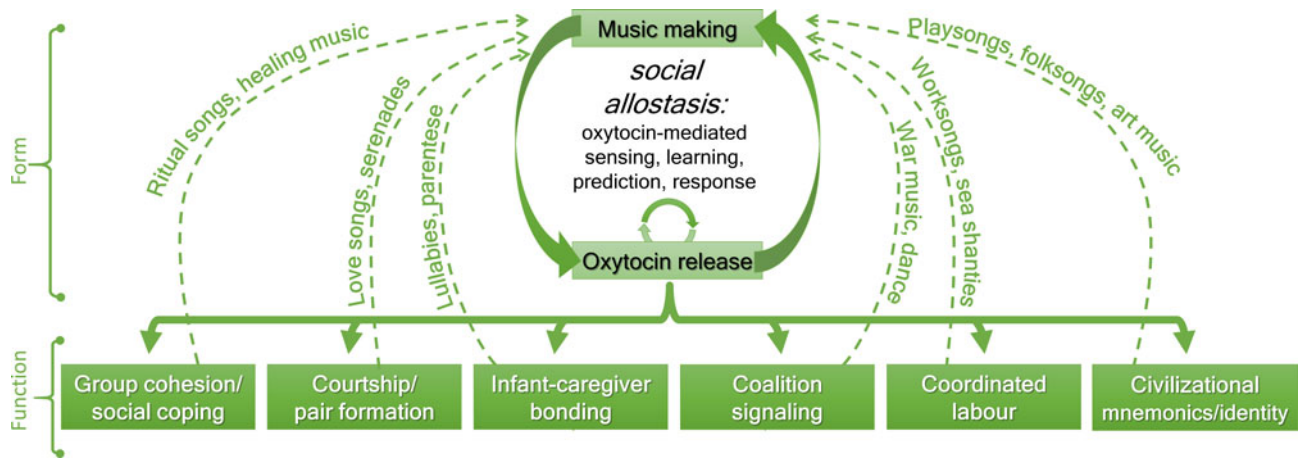 Music making
social
allostasis:
oxytocin-mediated
sensing, learning,
prediction, response
Oxytocin release
Form
Ritual songs, healing music
Love songs, serenades
Lullabies, parentese
War music, dance
Worksongs, sea shanties
Playsongs, folksongs, art music
Function
Group cohesion/
social coping
Courtship/
pair formation
Infant-caregiver
bonding
Coalition
signaling
Coordinated
labour
Civilizational
mnemonics/identity